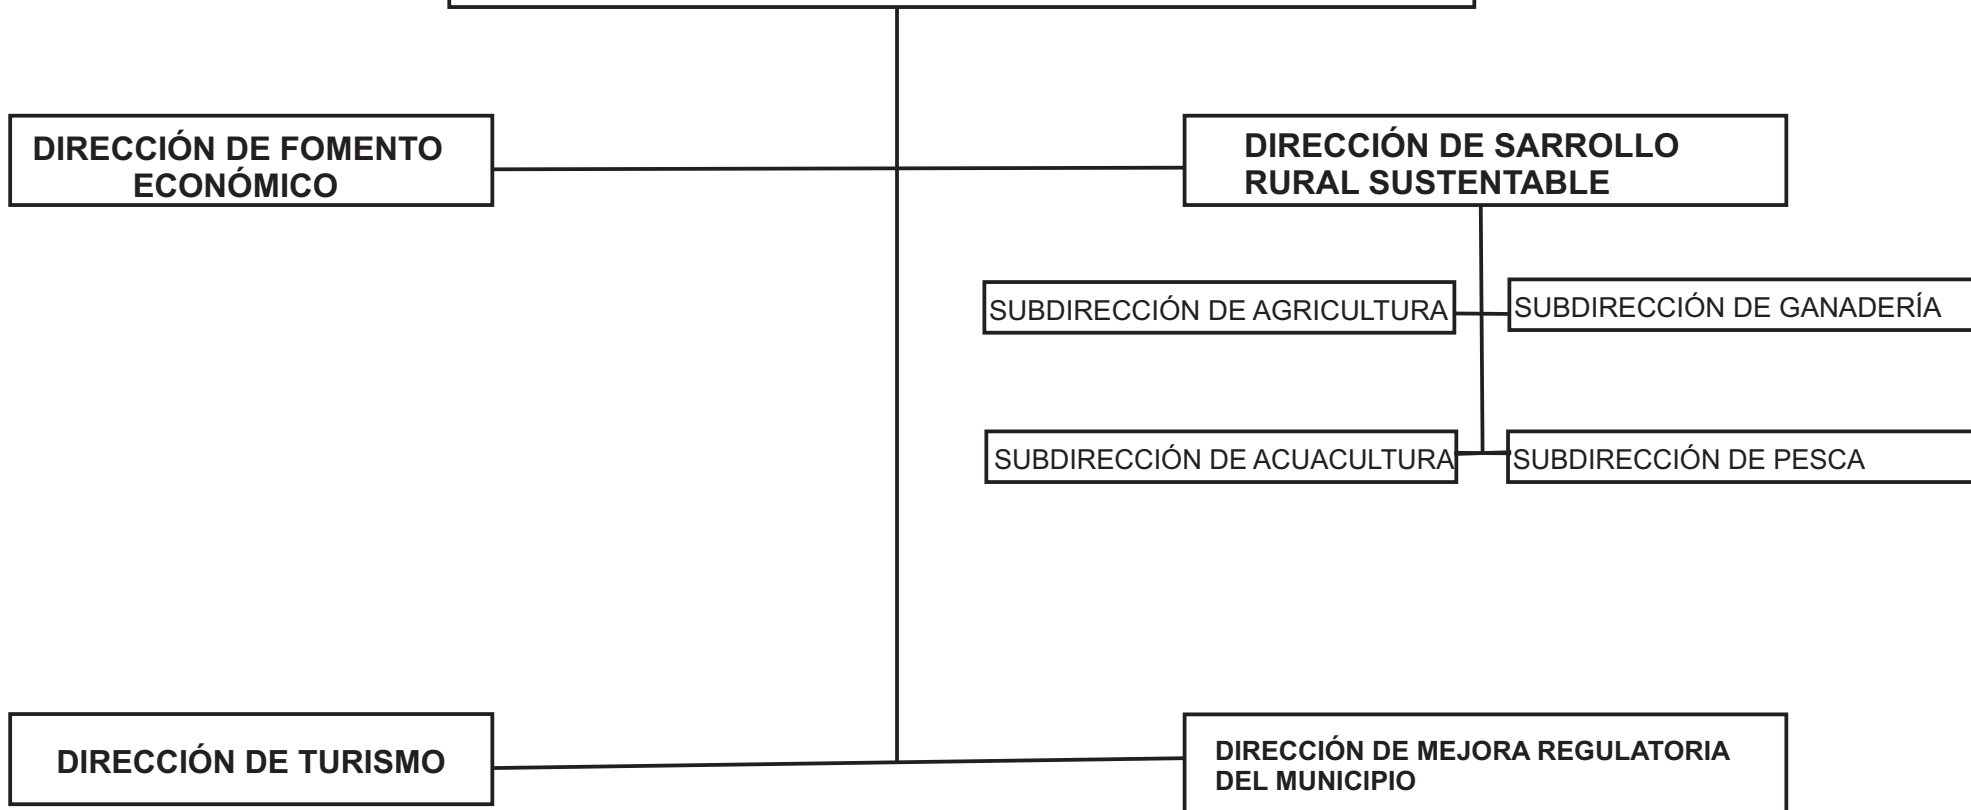 DIRECCIÓN DE FOMENTO
ECONÓMICO
DIRECCIÓN DE SARROLLO
RURAL SUSTENTABLE
SUBDIRECCIÓN DE AGRICULTURA
SUBDIRECCIÓN DE GANADERÍA
SUBDIRECCIÓN DE ACUACULTURA
SUBDIRECCIÓN DE PESCA
DIRECCIÓN DE TURISMO
DIRECCIÓN DE MEJORA REGULATORIA
DEL MUNICIPIO